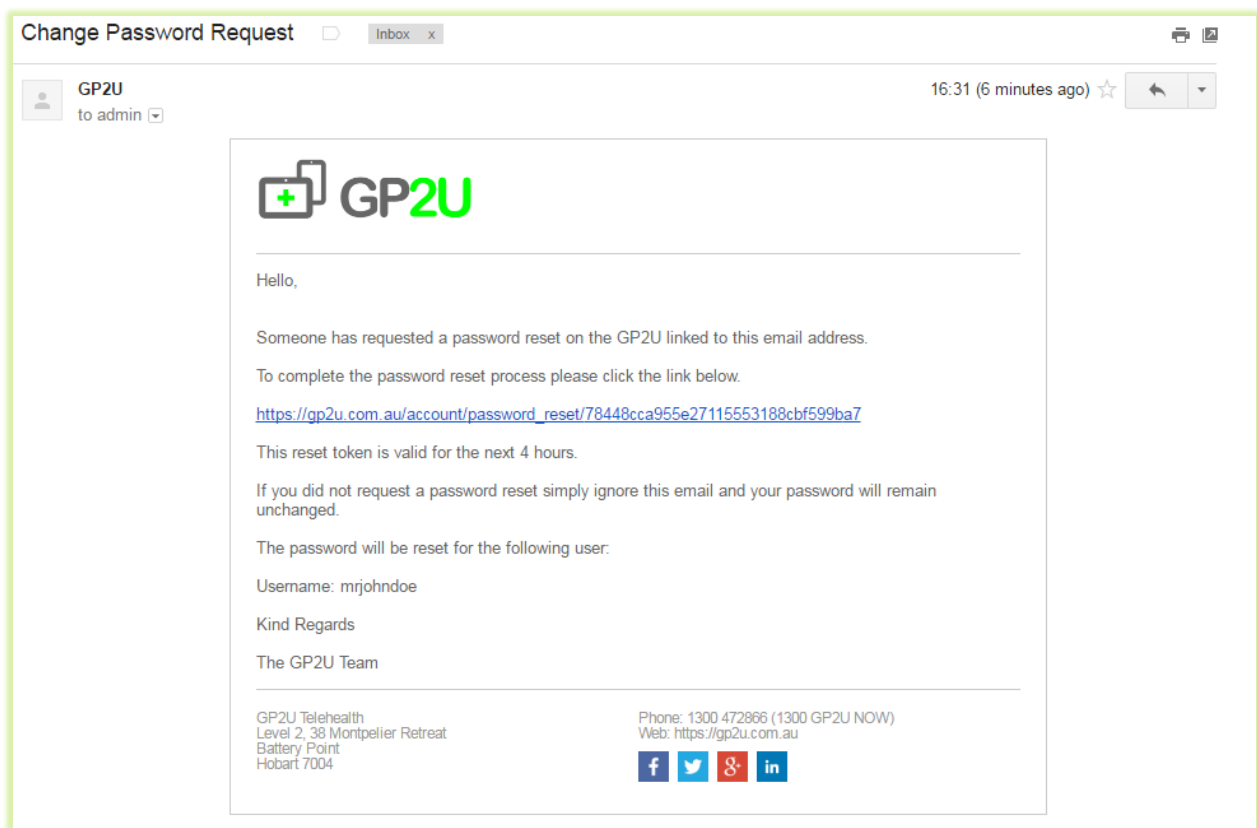 Change Password Request Inbox x
GP2U 16:31 (6 minutes ago)
to admin
GP2U
Hello,
Someone has requested a password reset on the GP2U linked to this email address.
To complete the password reset process please click the link below.
https://gp2u.com.au/account/password_reset/78448cca955e27115553188cbf599ba7
This reset token is valid for the next 4 hours.
If you did not request a password reset simply ignore this email and your password will remain
unchanged.
The password will be reset for the following user:
Username: mrjohndoe
Kind Regards
The GP2U Team
GP2U Telehealth
Level 2, 38 Montpelier Retreat
Battery Point
Hobart 7004
Phone: 1300 472866 (1300 GP2U NOW)
Web: https://gp2u.com.au
f 8+ in